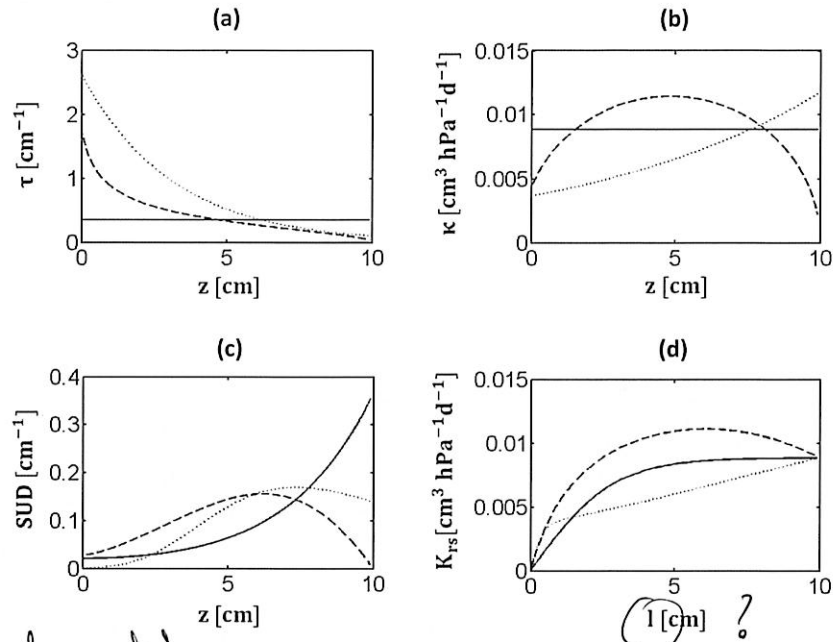 (a)
3
2
1
0
τ [cm⁻¹]
0 5 10
z [cm]
(b)
0.015
0.01
0.005
0
κ [cm³ hPa⁻¹d⁻¹]
0 5 10
z [cm]
(c)
0.4
0.3
0.2
0.1
0
SUD [cm⁻¹]
0 5 10
z [cm]
(d)
0.015
0.01
0.005
0
K_rs[cm³ hPa⁻¹d⁻¹]
0 5 10
l [cm] ?